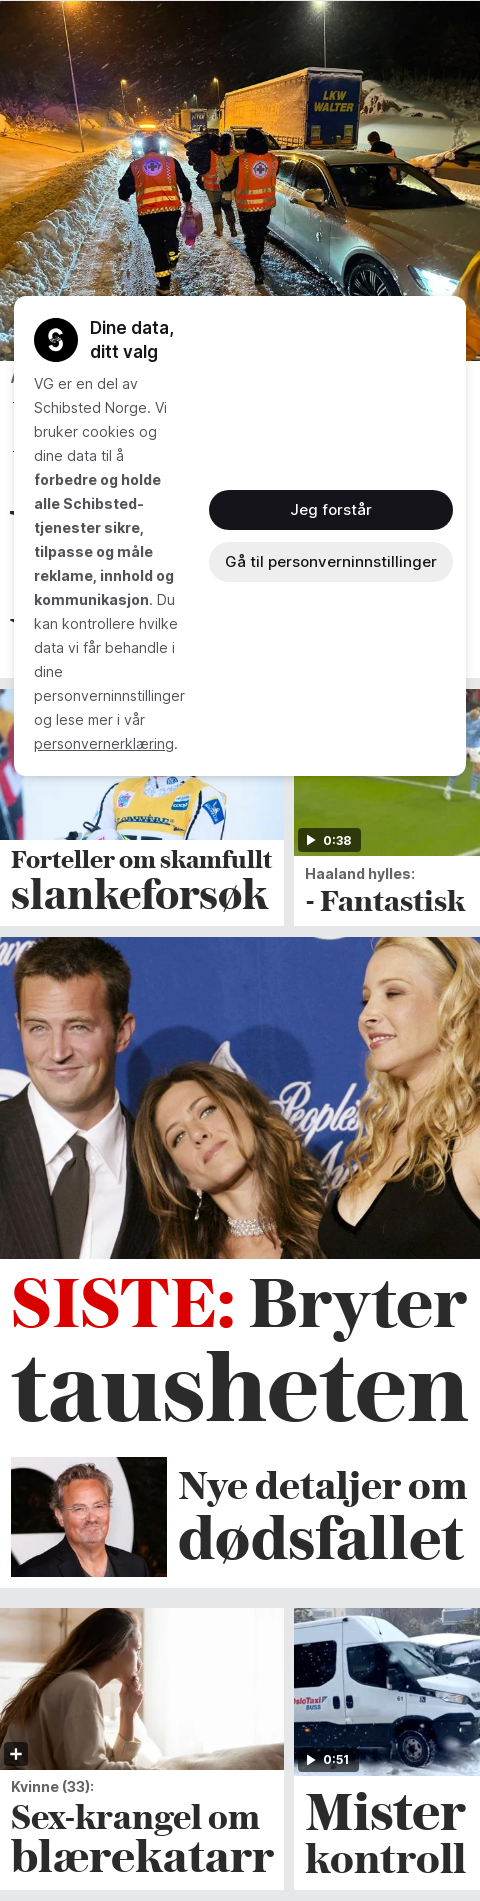 LKW
WALTER
Dine data,
ditt valg
VG er en del av
Schibsted Norge. Vi
bruker cookies og
dine data til å
forbedre og holde
alle Schibsted-
tjenester sikre,
tilpasse og måle
reklame, innhold og
kommunikasjon. Du
kan kontrollere hvilke
data vi får behandle i
dine
personverninnstillinger
og lese mer i vår
personvernerklæring.
Jeg forstår
Gå til personverninnstillinger
0:38
Forteller om skamfullt
slankeforsøk
Haaland hylles:
- Fantastisk
People's
SISTE: Bryter
tausheten
Nye detaljer om
dødsfallet
OsloTaxi
BUSS
61
0:51
Kvinne (33):
Sex-krangel om
blærekatarr
Mister
kontroll